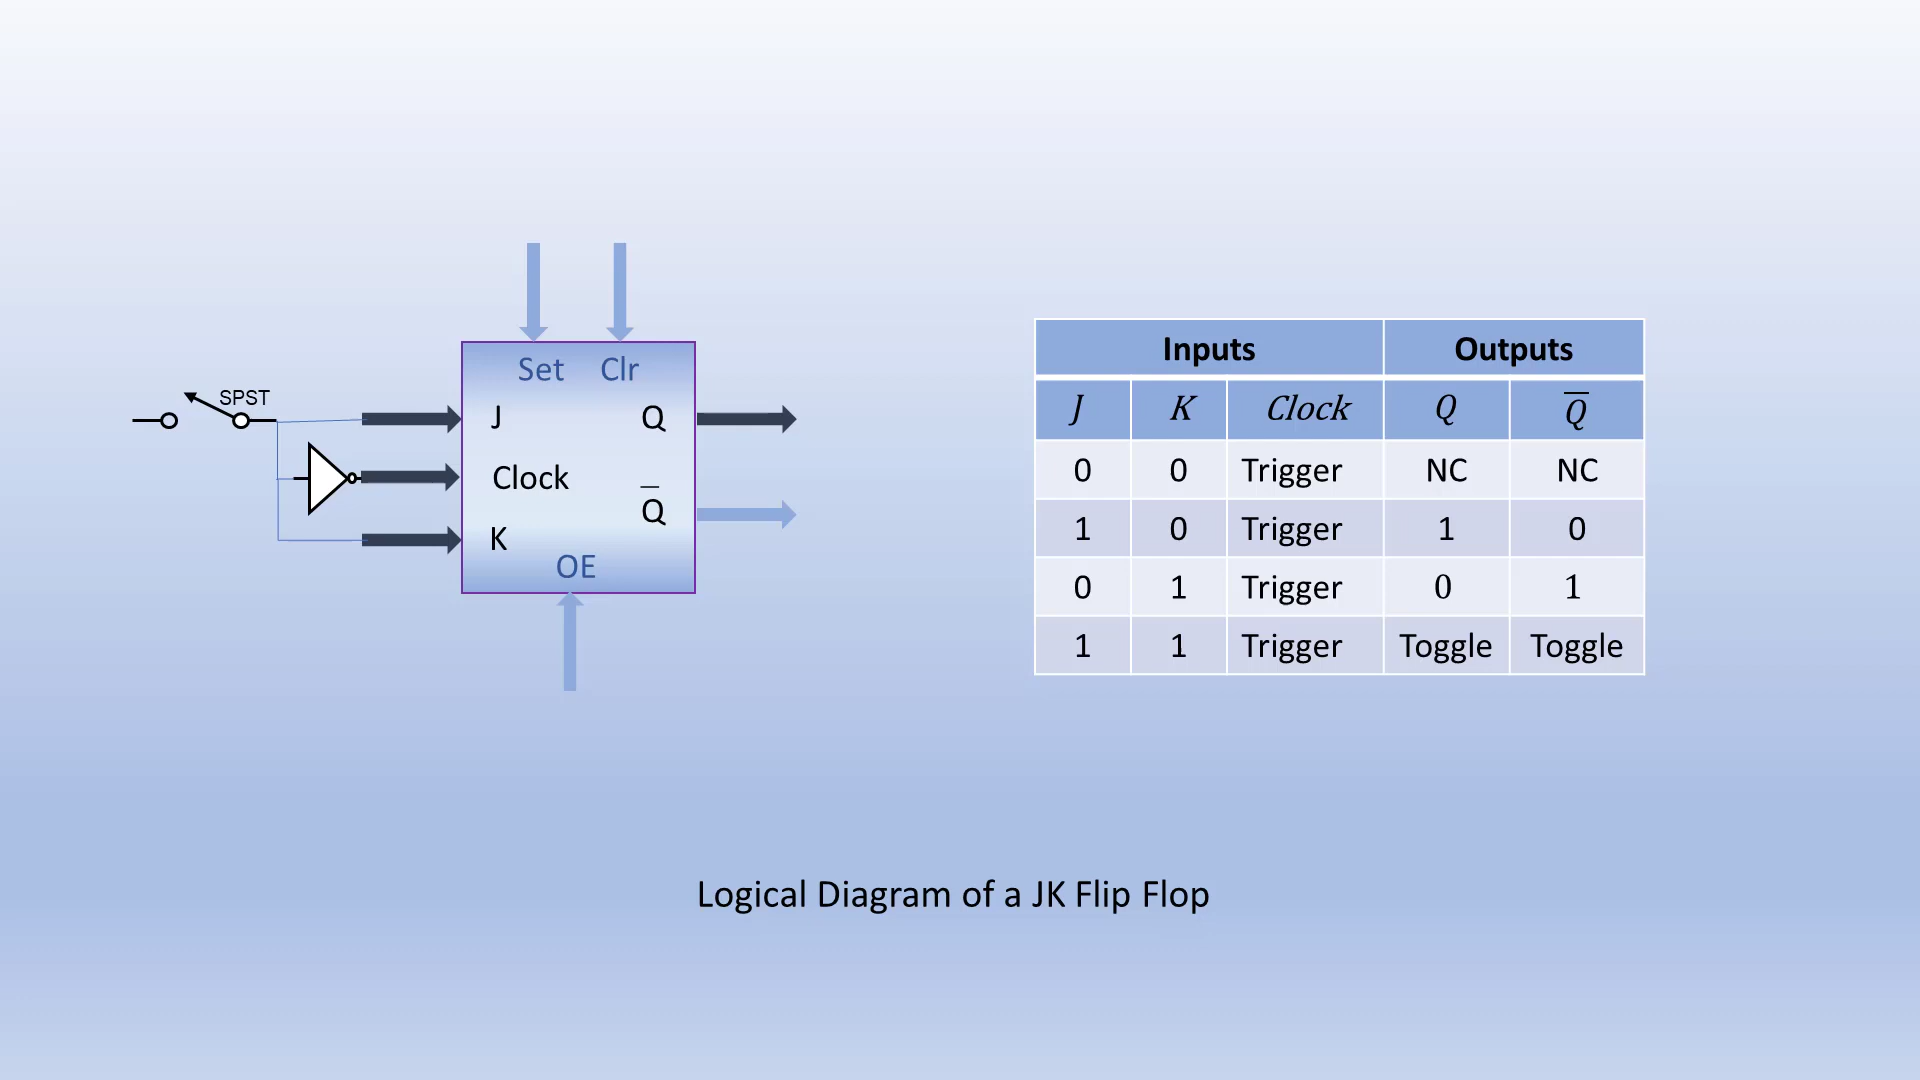 SPST
Set Clr
J Q
Clock
Q̅
K
OE
Inputs Outputs
J K Clock Q Q̅
0 0 Trigger NC NC
1 0 Trigger 1 0
0 1 Trigger 0 1
1 1 Trigger Toggle Toggle
Logical Diagram of a JK Flip Flop